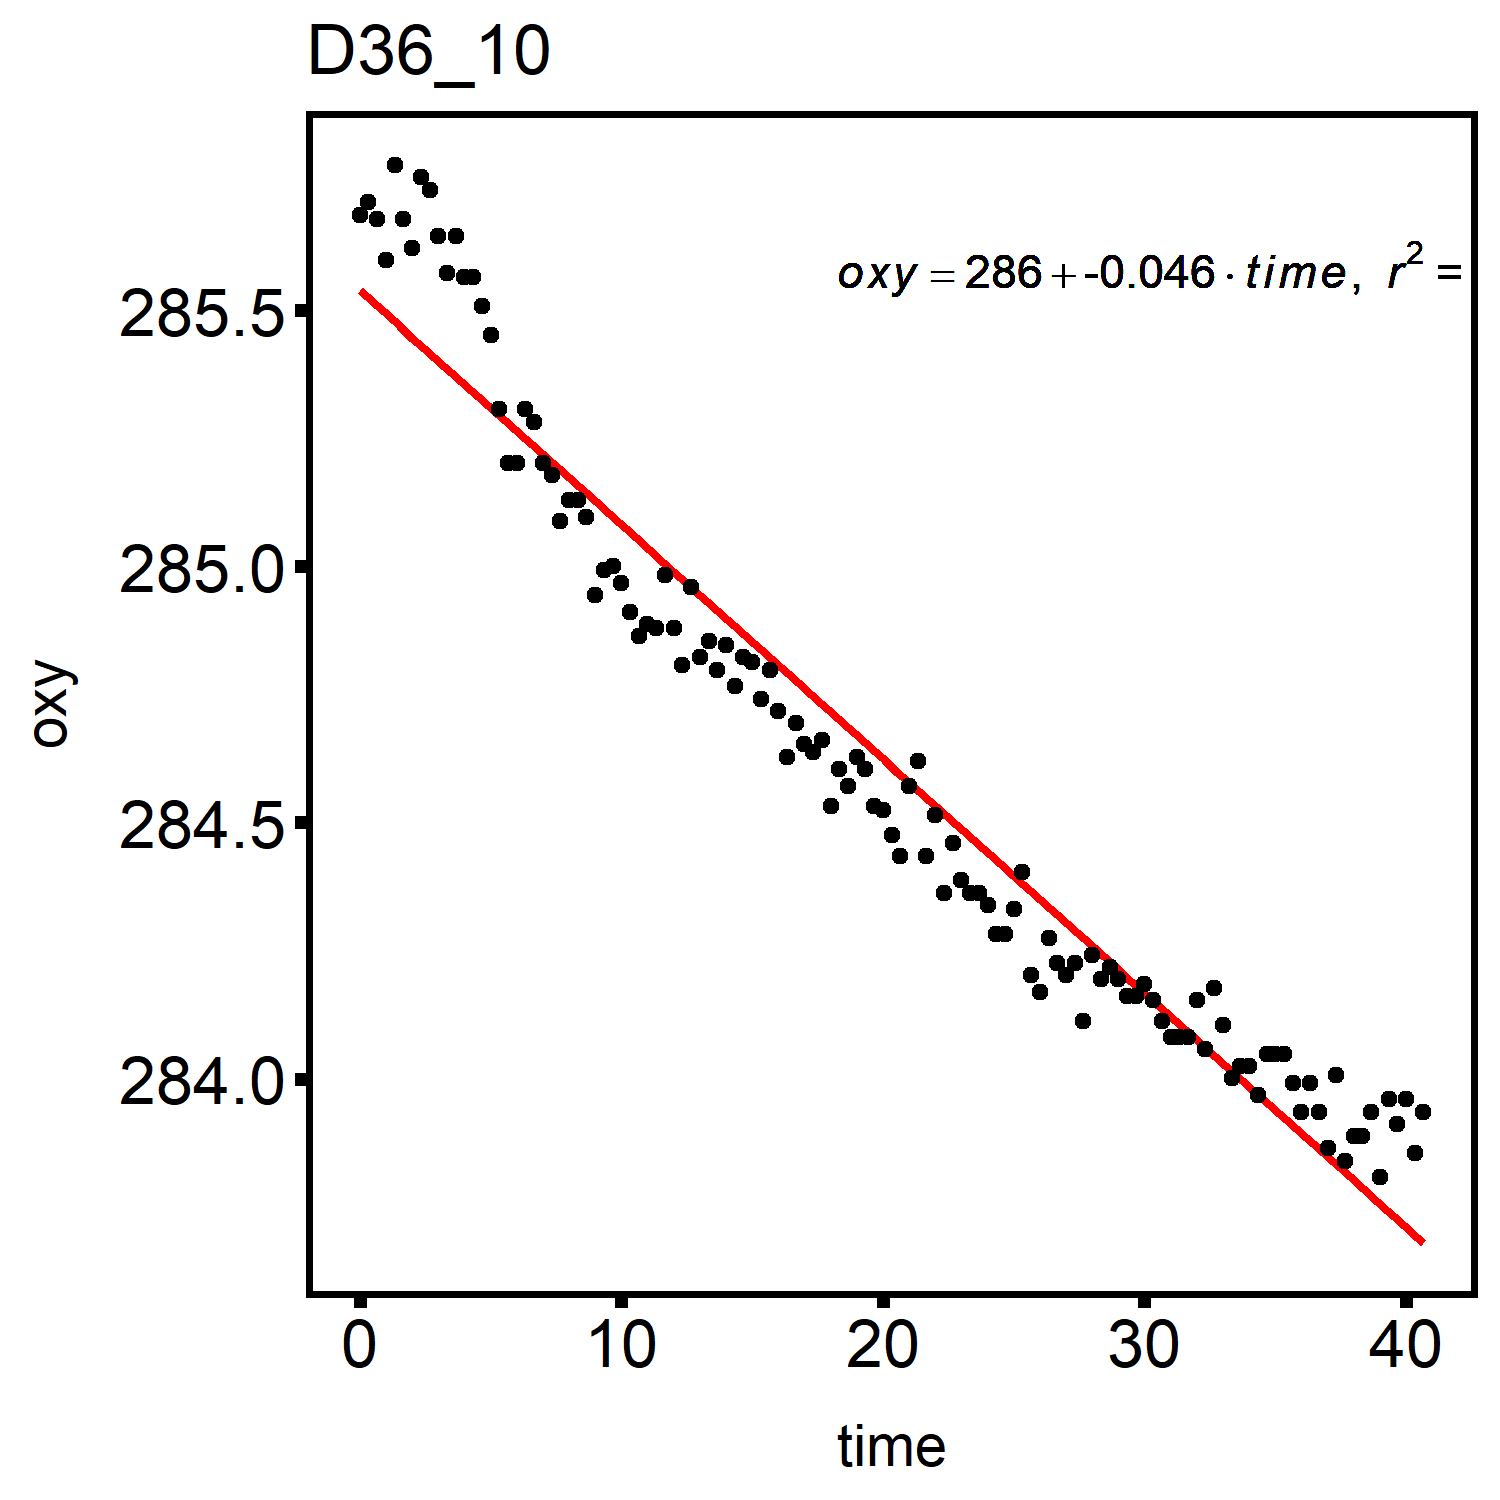 D36_10
oxy = 286 + -0.046 · time, r² =
285.5
285.0
284.5
284.0
oxy
0 10 20 30 40
time